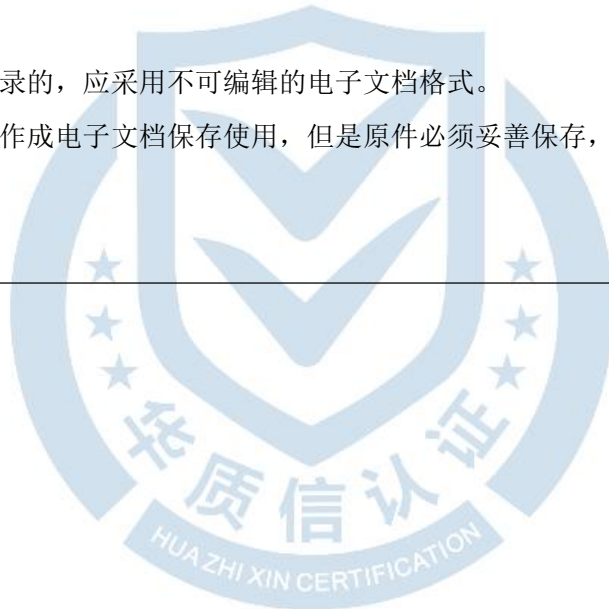 录的，应采用不可编辑的电子文档格式。
作成电子文档保存使用，但是原件必须妥善保存，
华质信认证
HUA ZHI XIN CERTIFICATION